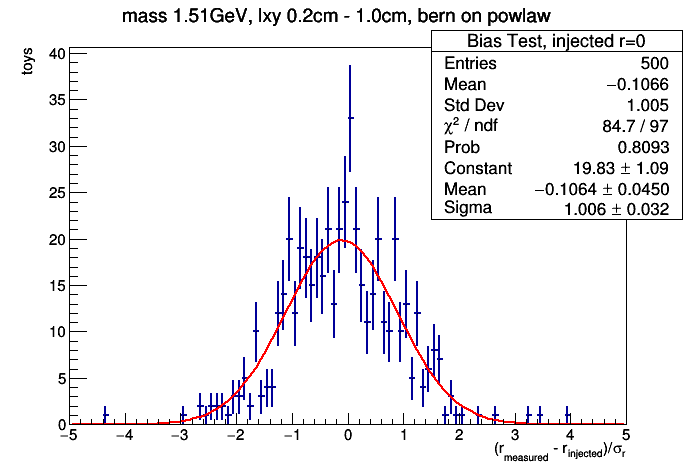 mass 1.51GeV, lxy 0.2cm - 1.0cm, bern on powlaw
Bias Test, injected r=0
Entries 500
Mean −0.1066
Std Dev 1.005
χ² / ndf 84.7 / 97
Prob 0.8093
Constant 19.83 ± 1.09
Mean −0.1064 ± 0.0450
Sigma 1.006 ± 0.032
toys
40
35
30
25
20
15
10
5
0
−5 −4 −3 −2 −1 0 1 2 3 4 5
(r_measured - r_injected)/σ_r